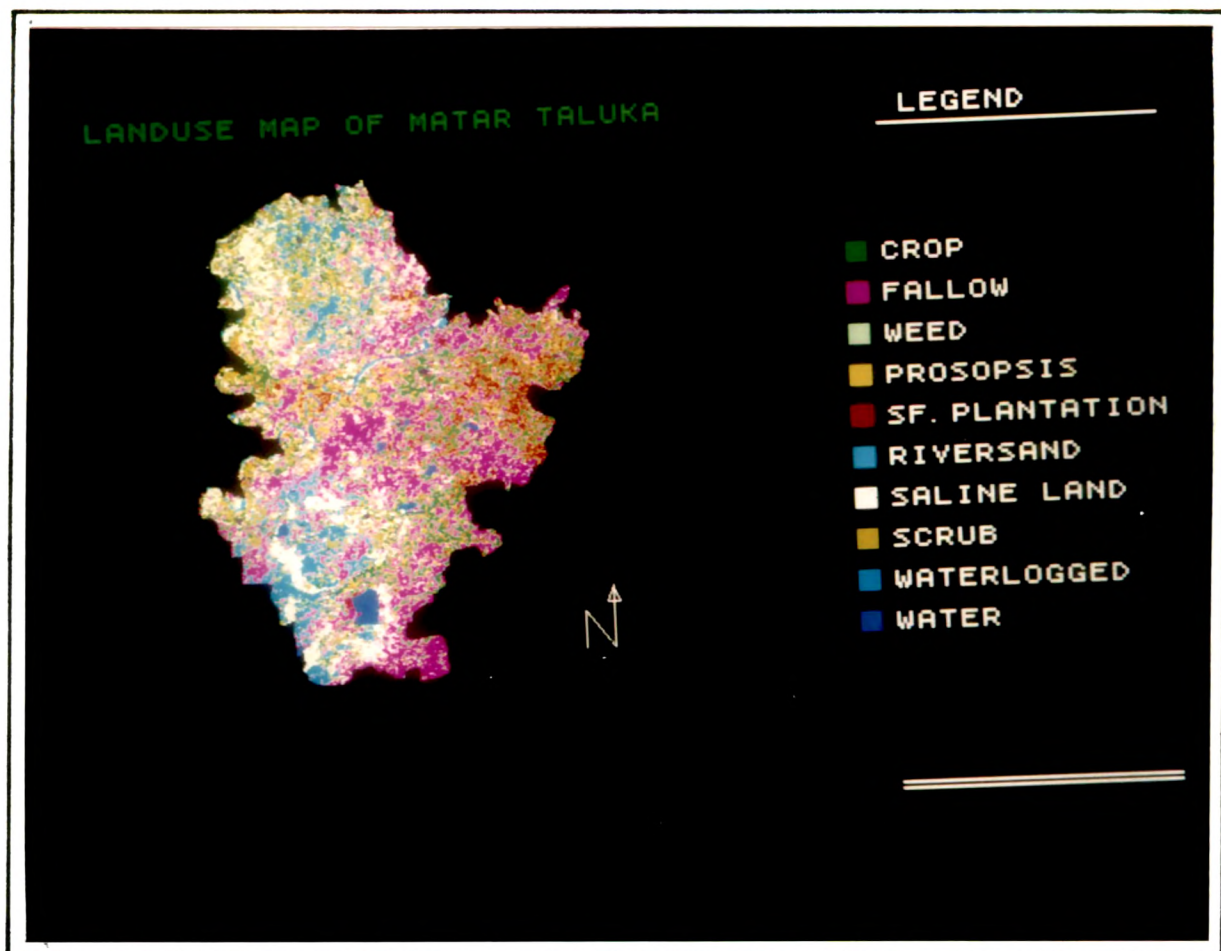 LANDUSE MAP OF MATAR TALUKA
LEGEND
CROP
FALLOW
WEED
PROSOPSIS
SF. PLANTATION
RIVERSAND
SALINE LAND
SCRUB
WATERLOGGED
WATER
N